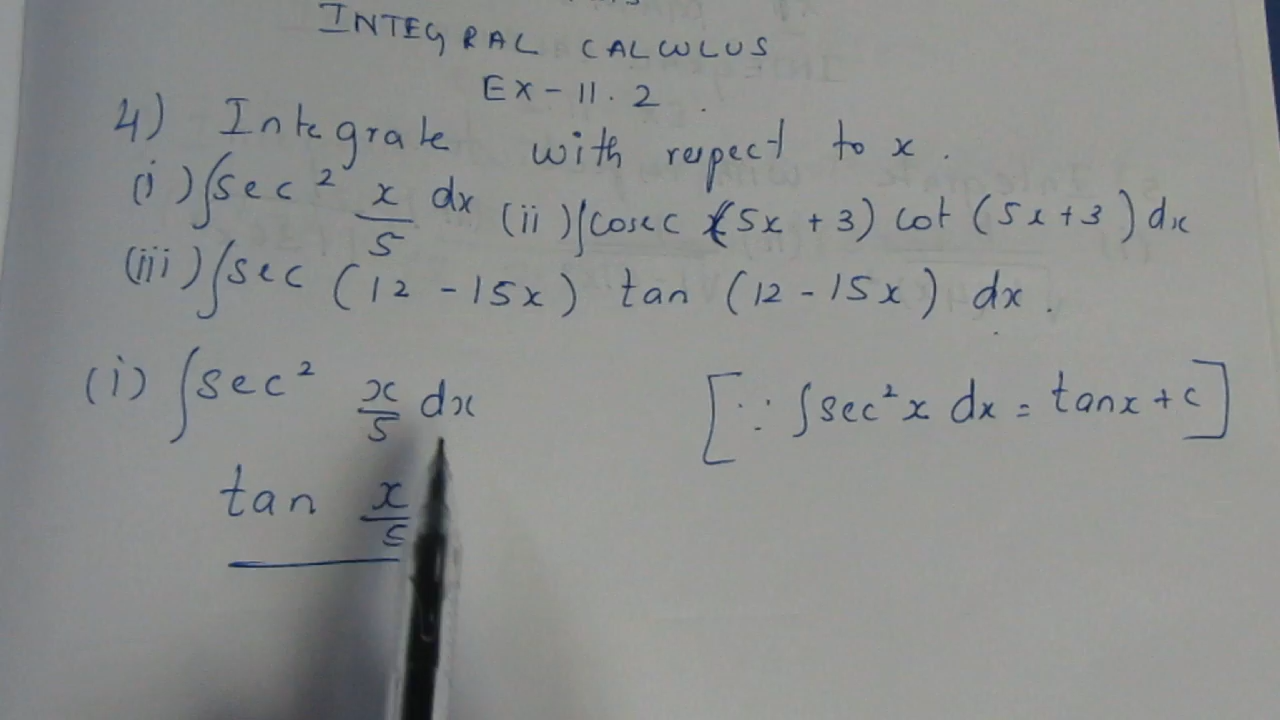 INTEGRAL CALCULUS
EX-11.2
4) Integrate with respect to x.
(i) ∫sec² x/5 dx (ii) ∫cosec (5x+3) cot (5x+3) dx
(iii) ∫sec (12-15x) tan (12-15x) dx.
(i) ∫sec² x/5 dx [∵ ∫sec²x dx = tanx + c]
tan x/5